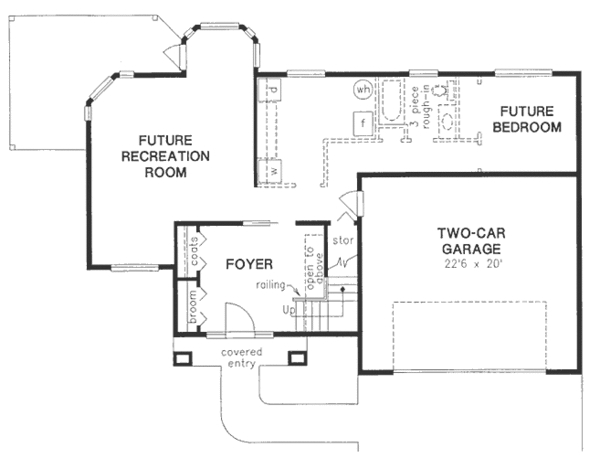 d
wh
f
3 piece
rough-in
FUTURE
BEDROOM
FUTURE
RECREATION
ROOM
w
coats
FOYER
open to
above
stor
TWO-CAR
GARAGE
22'6 x 20'
railing
broom
Up
covered
entry